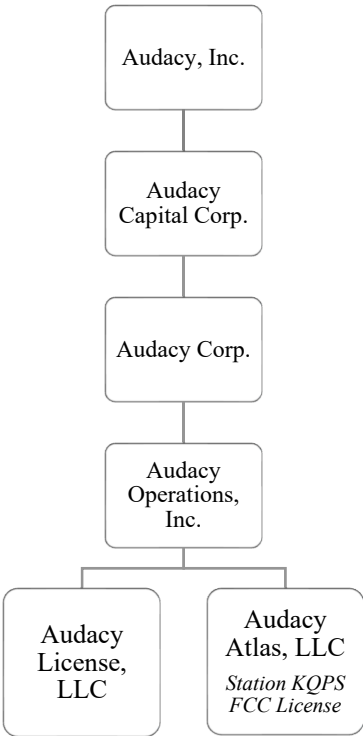 Audacy, Inc.
Audacy
Capital Corp.
Audacy Corp.
Audacy
Operations,
Inc.
Audacy
License,
LLC
Audacy
Atlas, LLC
Station KQPS
FCC License